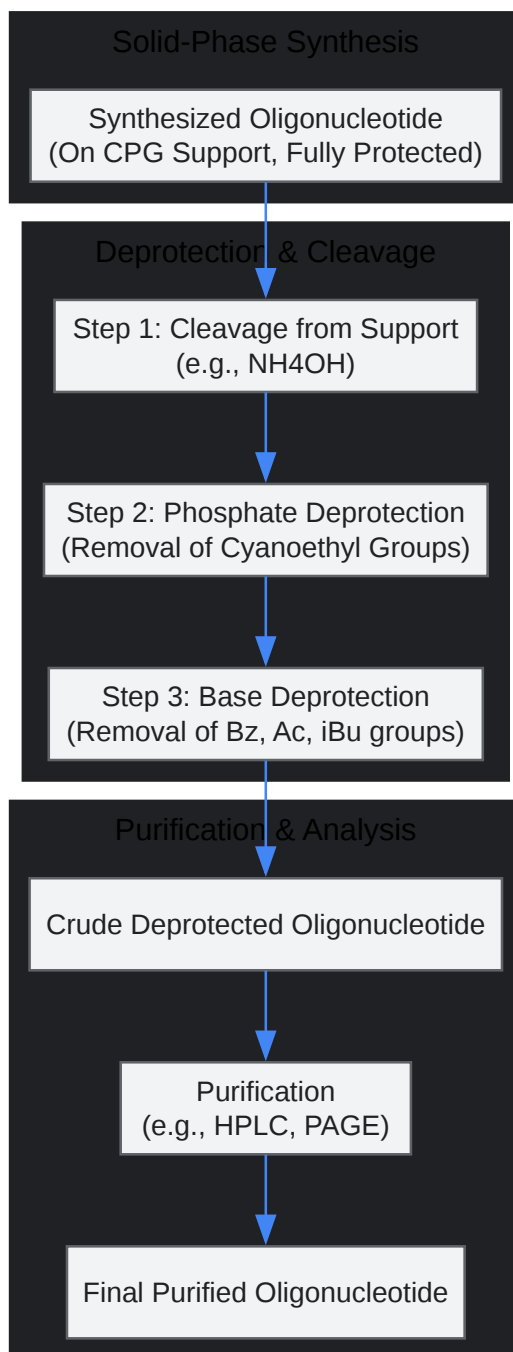 Solid-Phase Synthesis
Synthesized Oligonucleotide
(On CPG Support, Fully Protected)
Deprotection & Cleavage
Step 1: Cleavage from Support
(e.g., NH4OH)
Step 2: Phosphate Deprotection
(Removal of Cyanoethyl Groups)
Step 3: Base Deprotection
(Removal of Bz, Ac, iBu groups)
Purification & Analysis
Crude Deprotected Oligonucleotide
Purification
(e.g., HPLC, PAGE)
Final Purified Oligonucleotide